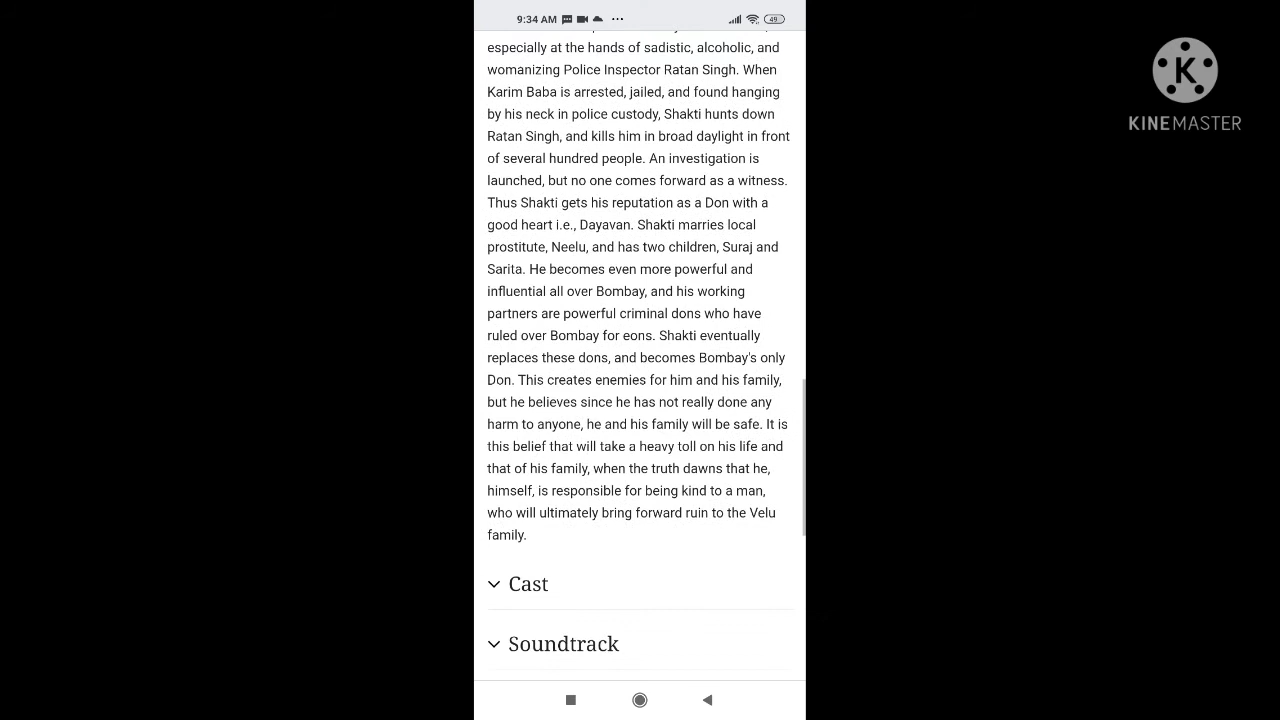 9:34 AM
49
especially at the hands of sadistic, alcoholic, and
womanizing Police Inspector Ratan Singh. When
Karim Baba is arrested, jailed, and found hanging
by his neck in police custody, Shakti hunts down
Ratan Singh, and kills him in broad daylight in front
of several hundred people. An investigation is
launched, but no one comes forward as a witness.
Thus Shakti gets his reputation as a Don with a
good heart i.e., Dayavan. Shakti marries local
prostitute, Neelu, and has two children, Suraj and
Sarita. He becomes even more powerful and
influential all over Bombay, and his working
partners are powerful criminal dons who have
ruled over Bombay for eons. Shakti eventually
replaces these dons, and becomes Bombay's only
Don. This creates enemies for him and his family,
but he believes since he has not really done any
harm to anyone, he and his family will be safe. It is
this belief that will take a heavy toll on his life and
that of his family, when the truth dawns that he,
himself, is responsible for being kind to a man,
who will ultimately bring forward ruin to the Velu
family.
Cast
Soundtrack
K
KINEMASTER